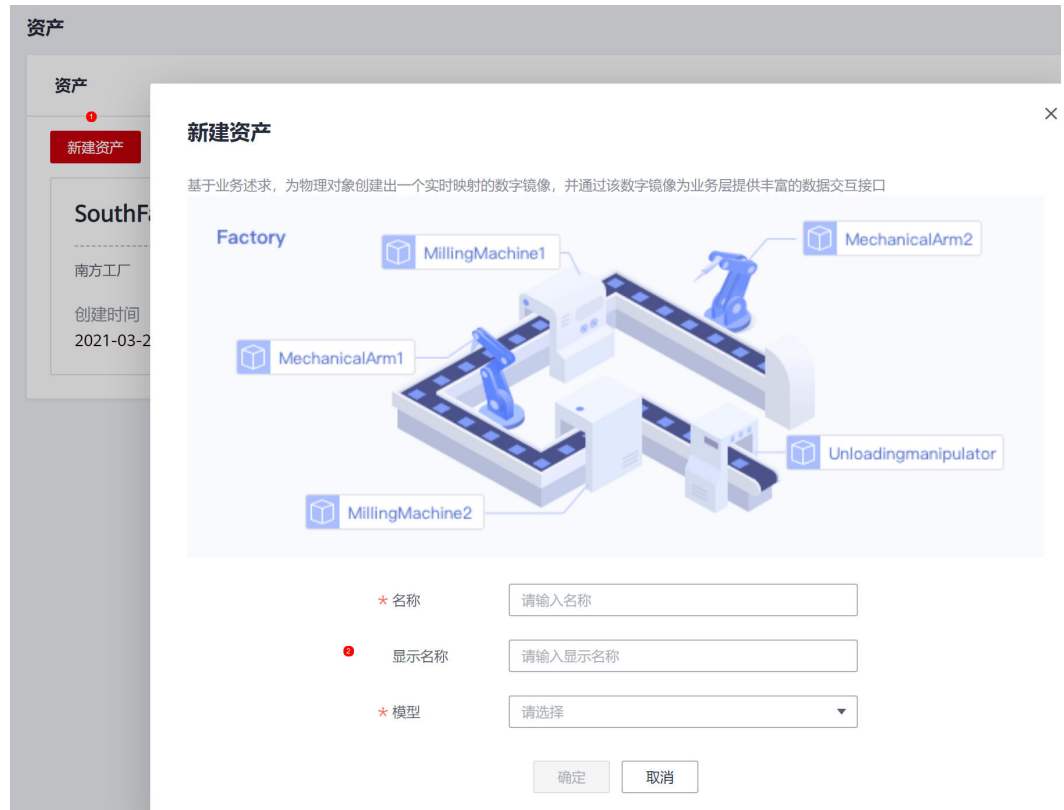 资产
资产
1
新建资产
SouthFa
南方工厂
创建时间
2021-03-2
新建资产
基于业务述求，为物理对象创建出一个实时映射的数字镜像，并通过该数字镜像为业务层提供丰富的数据交互接口
Factory
MillingMachine1
MechanicalArm2
MechanicalArm1
Unloadingmanipulator
MillingMachine2
* 名称
请输入名称
2
显示名称
请输入显示名称
* 模型
请选择
确定
取消